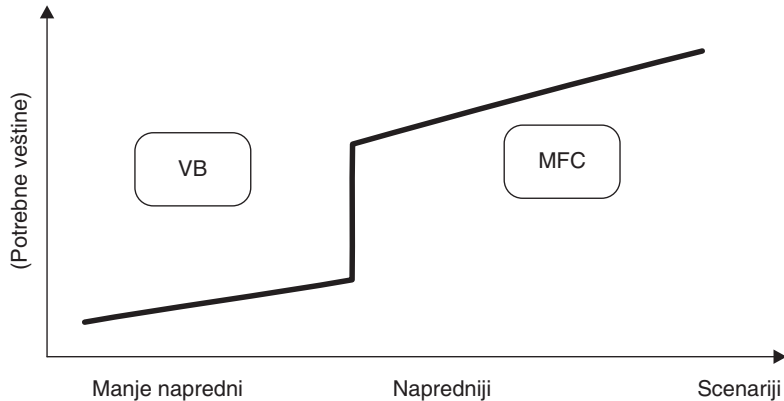 (Potrebne veštine)
VB
MFC
Manje napredni
Napredniji
Scenariji